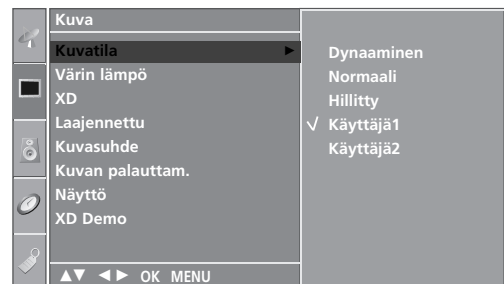 Kuva
Kuvatila
Värin lämpö
XD
Laajennettu
Kuvasuhde
Kuvan palauttam.
Näyttö
XD Demo
▲▼ ◄► OK MENU
Dynaaminen
Normaali
Hillitty
√ Käyttäjä1
Käyttäjä2